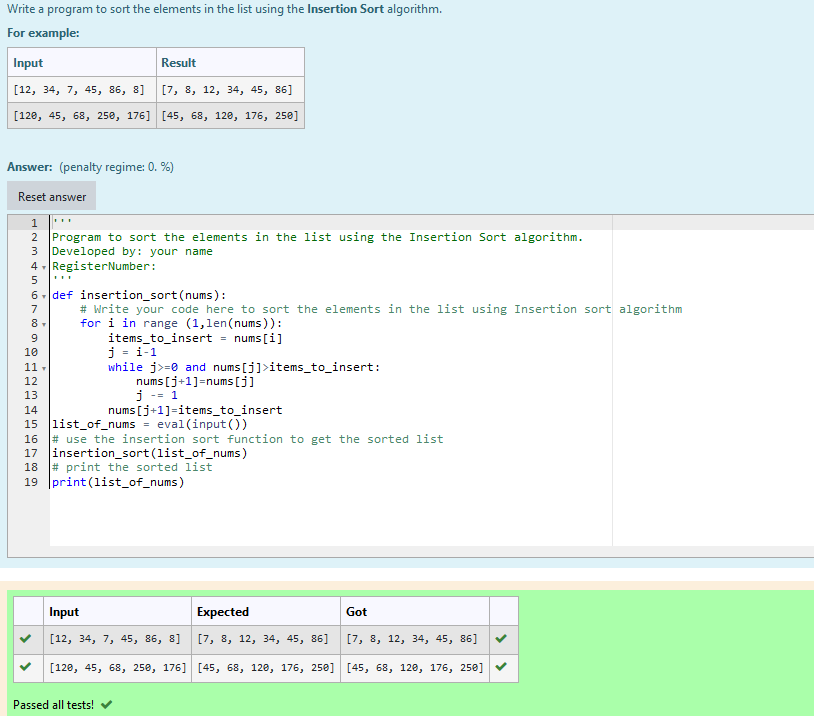 Write a program to sort the elements in the list using the Insertion Sort algorithm.
For example:
Input Result
[12, 34, 7, 45, 86, 8] [7, 8, 12, 34, 45, 86]
[120, 45, 68, 250, 176] [45, 68, 120, 176, 250]
Answer: (penalty regime: 0. %)
Reset answer
1 '''
2 Program to sort the elements in the list using the Insertion Sort algorithm.
3 Developed by: your name
4 RegisterNumber:
5 '''
6 def insertion_sort(nums):
7     # Write your code here to sort the elements in the list using Insertion sort algorithm
8     for i in range (1,len(nums)):
9         items_to_insert = nums[i]
10         j = i-1
11         while j>=0 and nums[j]>items_to_insert:
12             nums[j+1]=nums[j]
13             j -= 1
14         nums[j+1]=items_to_insert
15 list_of_nums = eval(input())
16 # use the insertion sort function to get the sorted list
17 insertion_sort(list_of_nums)
18 # print the sorted list
19 print(list_of_nums)
Input Expected Got
[12, 34, 7, 45, 86, 8] [7, 8, 12, 34, 45, 86] [7, 8, 12, 34, 45, 86]
[120, 45, 68, 250, 176] [45, 68, 120, 176, 250] [45, 68, 120, 176, 250]
Passed all tests!